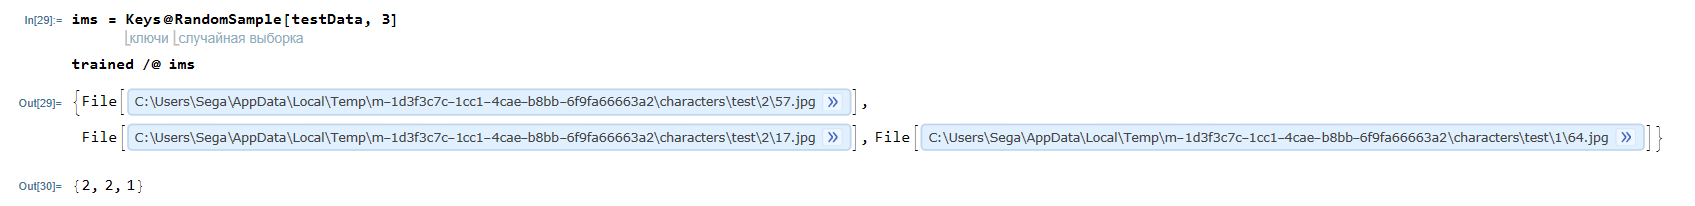 In[29]:= ims = Keys@RandomSample[testData, 3]
ключи случайная выборка
trained /@ ims
Out[29]= {File[C:\Users\Sega\AppData\Local\Temp\m-1d3f3c7c-1cc1-4cae-b8bb-6f9fa66663a2\characters\test\2\57.jpg »],
File[C:\Users\Sega\AppData\Local\Temp\m-1d3f3c7c-1cc1-4cae-b8bb-6f9fa66663a2\characters\test\2\17.jpg »], File[C:\Users\Sega\AppData\Local\Temp\m-1d3f3c7c-1cc1-4cae-b8bb-6f9fa66663a2\characters\test\1\64.jpg »]}
Out[30]= {2, 2, 1}